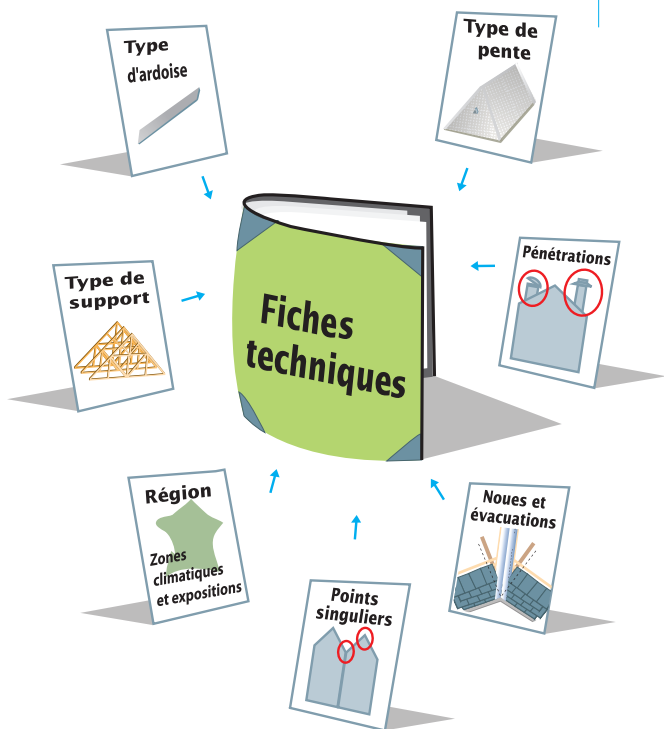 Type
d'ardoise
Type de
pente
Pénétrations
Type de
support
Fiches
techniques
Région
Zones
climatiques
et expositions
Noues et
évacuations
Points
singuliers